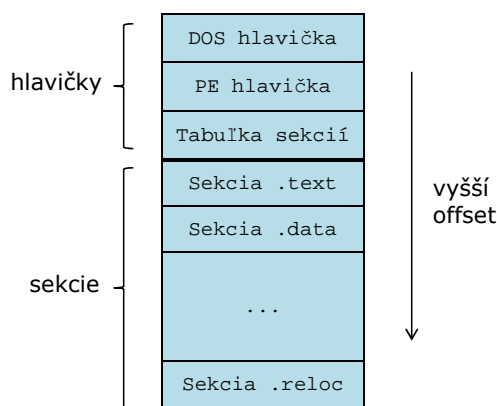 DOS hlavička
hlavičky
PE hlavička
Tabuľka sekcií
Sekcia .text
vyšší
offset
Sekcia .data
sekcie
...
Sekcia .reloc